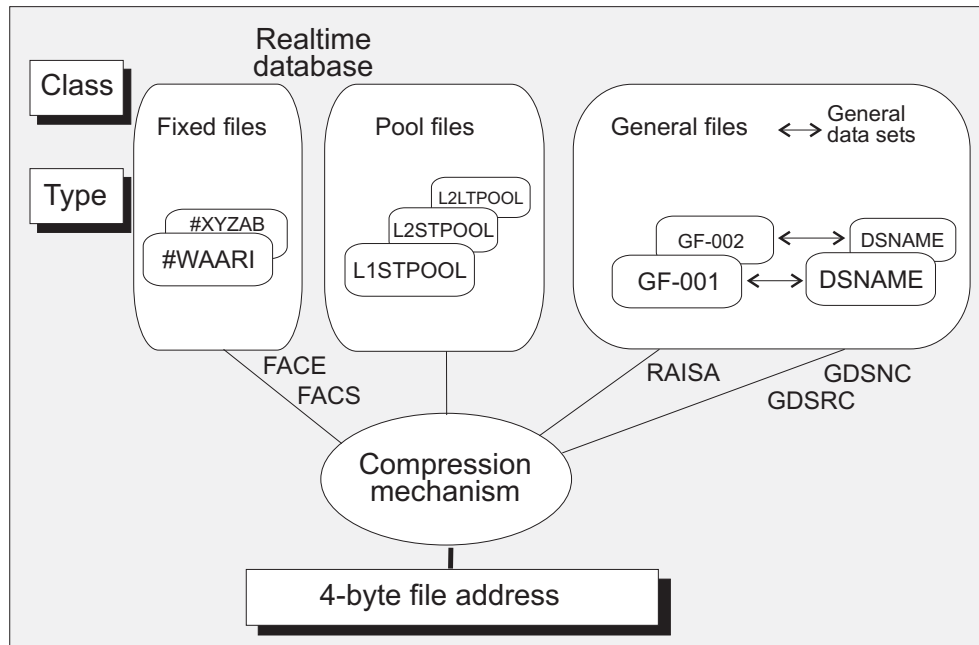 Realtime
database
Class
Fixed files
Pool files
General files
General
data sets
Type
#XYZAB
#WAARI
L2LTPOOL
L2STPOOL
L1STPOOL
GF-002
DSNAME
GF-001
DSNAME
FACE
FACS
RAISA
GDSNC
GDSRC
Compression
mechanism
4-byte file address